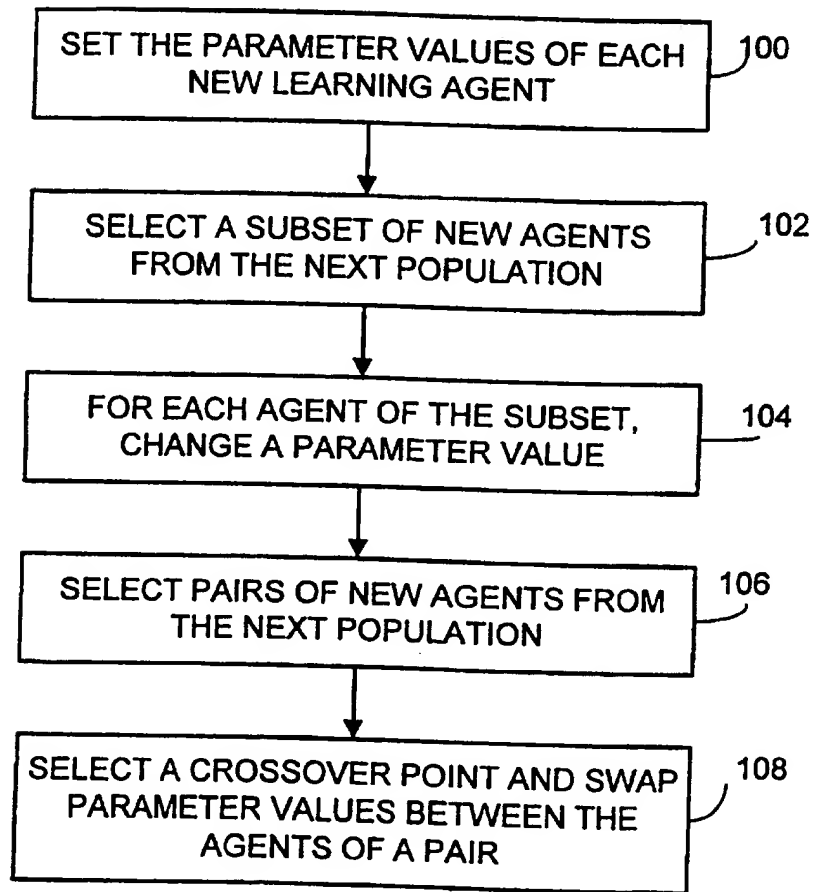 SET THE PARAMETER VALUES OF EACH
NEW LEARNING AGENT
100
SELECT A SUBSET OF NEW AGENTS
FROM THE NEXT POPULATION
102
FOR EACH AGENT OF THE SUBSET,
CHANGE A PARAMETER VALUE
104
SELECT PAIRS OF NEW AGENTS FROM
THE NEXT POPULATION
106
SELECT A CROSSOVER POINT AND SWAP
PARAMETER VALUES BETWEEN THE
AGENTS OF A PAIR
108